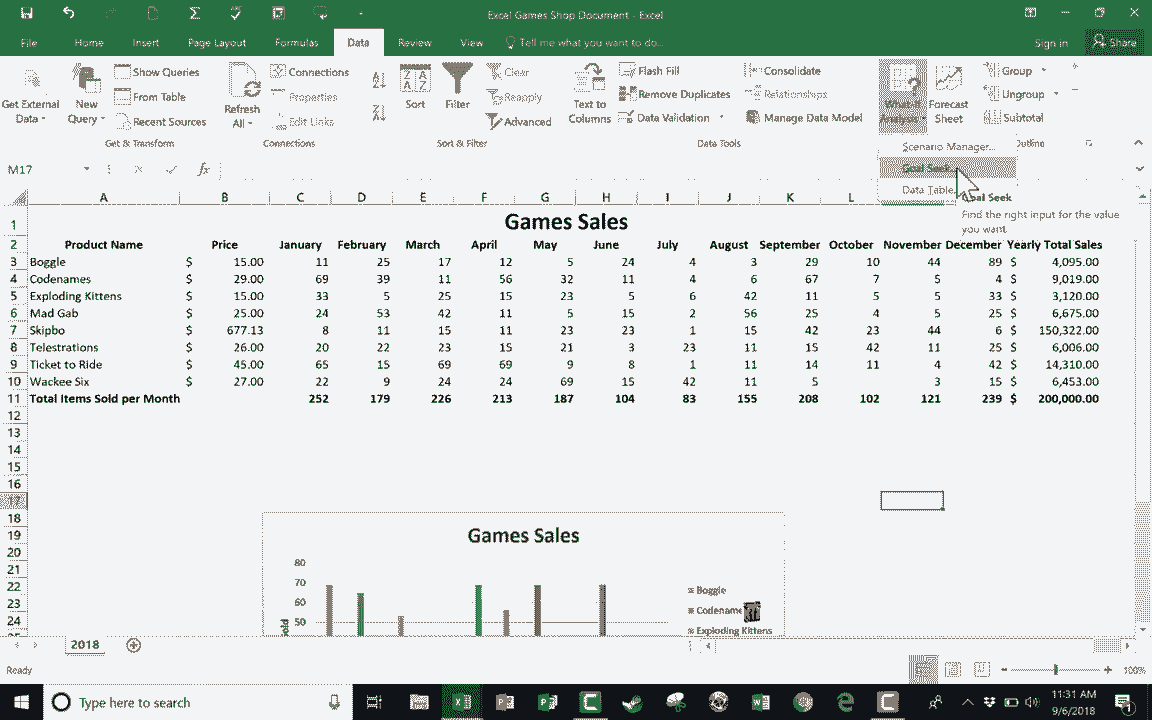 Excel Games Shop Document - Excel
File Home Insert Page Layout Formulas Data Review View Tell me what you want to do... Sign in Share
Get External Data
New Query
Show Queries
From Table
Recent Sources
Get & Transform
Refresh All
Connections
Properties
Edit Links
Connections
Sort
Filter
Clear
Reapply
Advanced
Sort & Filter
Text to Columns
Flash Fill
Remove Duplicates
Data Validation
Consolidate
Relationships
Manage Data Model
Data Tools
What-If Analysis
Forecast Sheet
Group
Ungroup
Subtotal
Outline
Scenario Manager...
Goal Seek...
Data Table...
Goal Seek
Find the right input for the value
you want.
M17 fx
A B C D E F G H I J K L
1 Games Sales
2 Product Name Price January February March April May June July August September October November December Yearly Total Sales
3 Boggle $ 15.00 11 25 17 12 5 24 4 3 29 10 44 89 $ 4,095.00
4 Codenames $ 29.00 69 39 11 56 32 11 4 6 67 7 5 4 $ 9,019.00
5 Exploding Kittens $ 15.00 33 5 25 15 23 5 6 42 11 5 5 33 $ 3,120.00
6 Mad Gab $ 25.00 24 53 42 11 5 15 2 56 25 4 5 25 $ 6,675.00
7 Skipbo $ 677.13 8 11 15 11 23 23 1 15 42 23 44 6 $ 150,322.00
8 Telestrations $ 26.00 20 22 23 15 21 3 23 11 15 42 11 25 $ 6,006.00
9 Ticket to Ride $ 45.00 65 15 69 69 9 8 1 11 14 11 4 42 $ 14,310.00
10 Wackee Six $ 27.00 22 9 24 24 69 15 42 11 5 3 15 $ 6,453.00
11 Total Items Sold per Month 252 179 226 213 187 104 83 155 208 102 121 239 $ 200,000.00
12
13
14
15
16
17
18
19
20
21
22
23
24
Games Sales
80
70
60
50
Boggle
Codename
Exploding Kittens
2018
Ready 100%
Type here to search
11:31 AM
9/6/2018